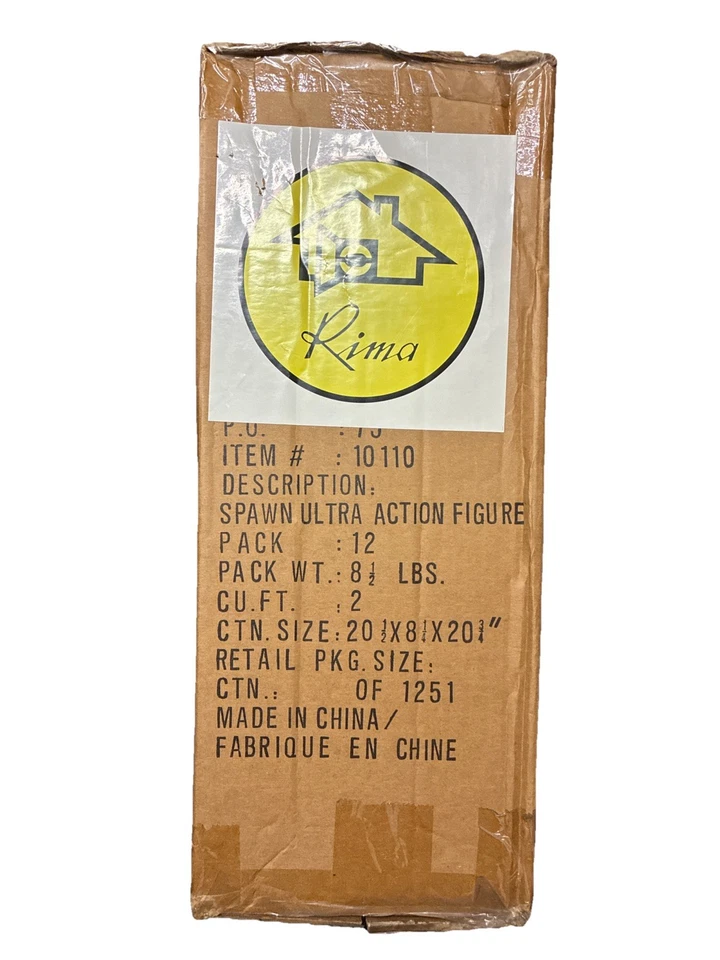 Rima
P.O. : 75
ITEM # : 10110
DESCRIPTION:
SPAWN ULTRA ACTION FIGURE
PACK : 12
PACK WT.: 8½ LBS.
CU.FT. : 2
CTN. SIZE: 20½X8¼X20¾"
RETAIL PKG. SIZE:
CTN.: OF 1251
MADE IN CHINA/
FABRIQUE EN CHINE